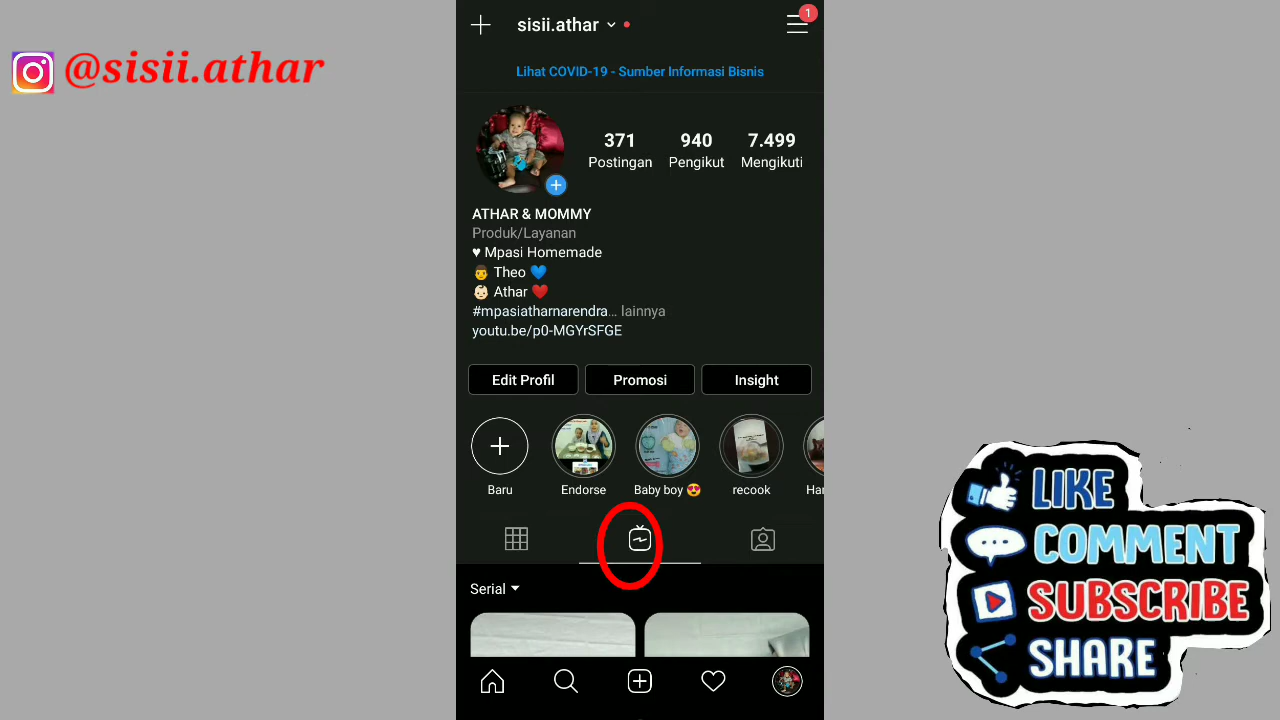 @sisii.athar
sisii.athar
1
Lihat COVID-19 - Sumber Informasi Bisnis
371 940 7.499
Postingan Pengikut Mengikuti
ATHAR & MOMMY
Produk/Layanan
♥ Mpasi Homemade
👨 Theo 💙
👶🏻 Athar ❤️
#mpasiatharnarendra… lainnya
youtu.be/p0-MGYrSFGE
Edit Profil Promosi Insight
Baru Endorse Baby boy 😍 recook Har
Serial
LIKE
COMMENT
SUBSCRIBE
SHARE